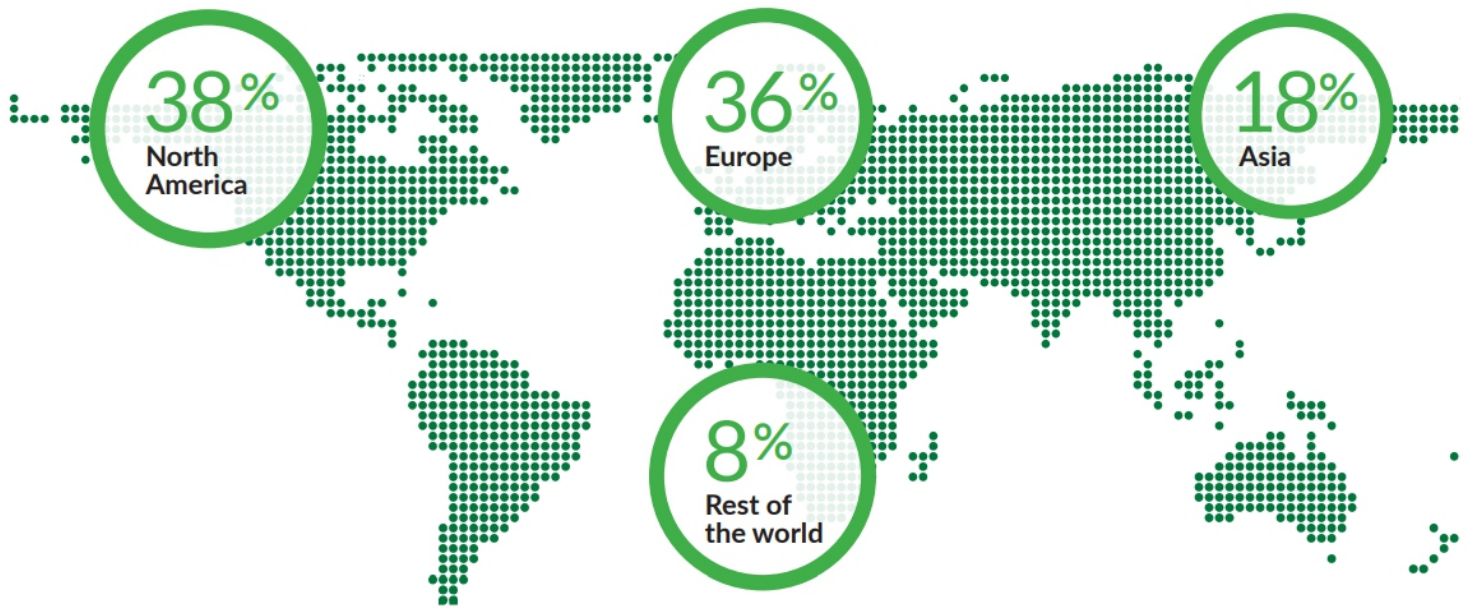 38%
North
America
36%
Europe
18%
Asia
8%
Rest of
the world